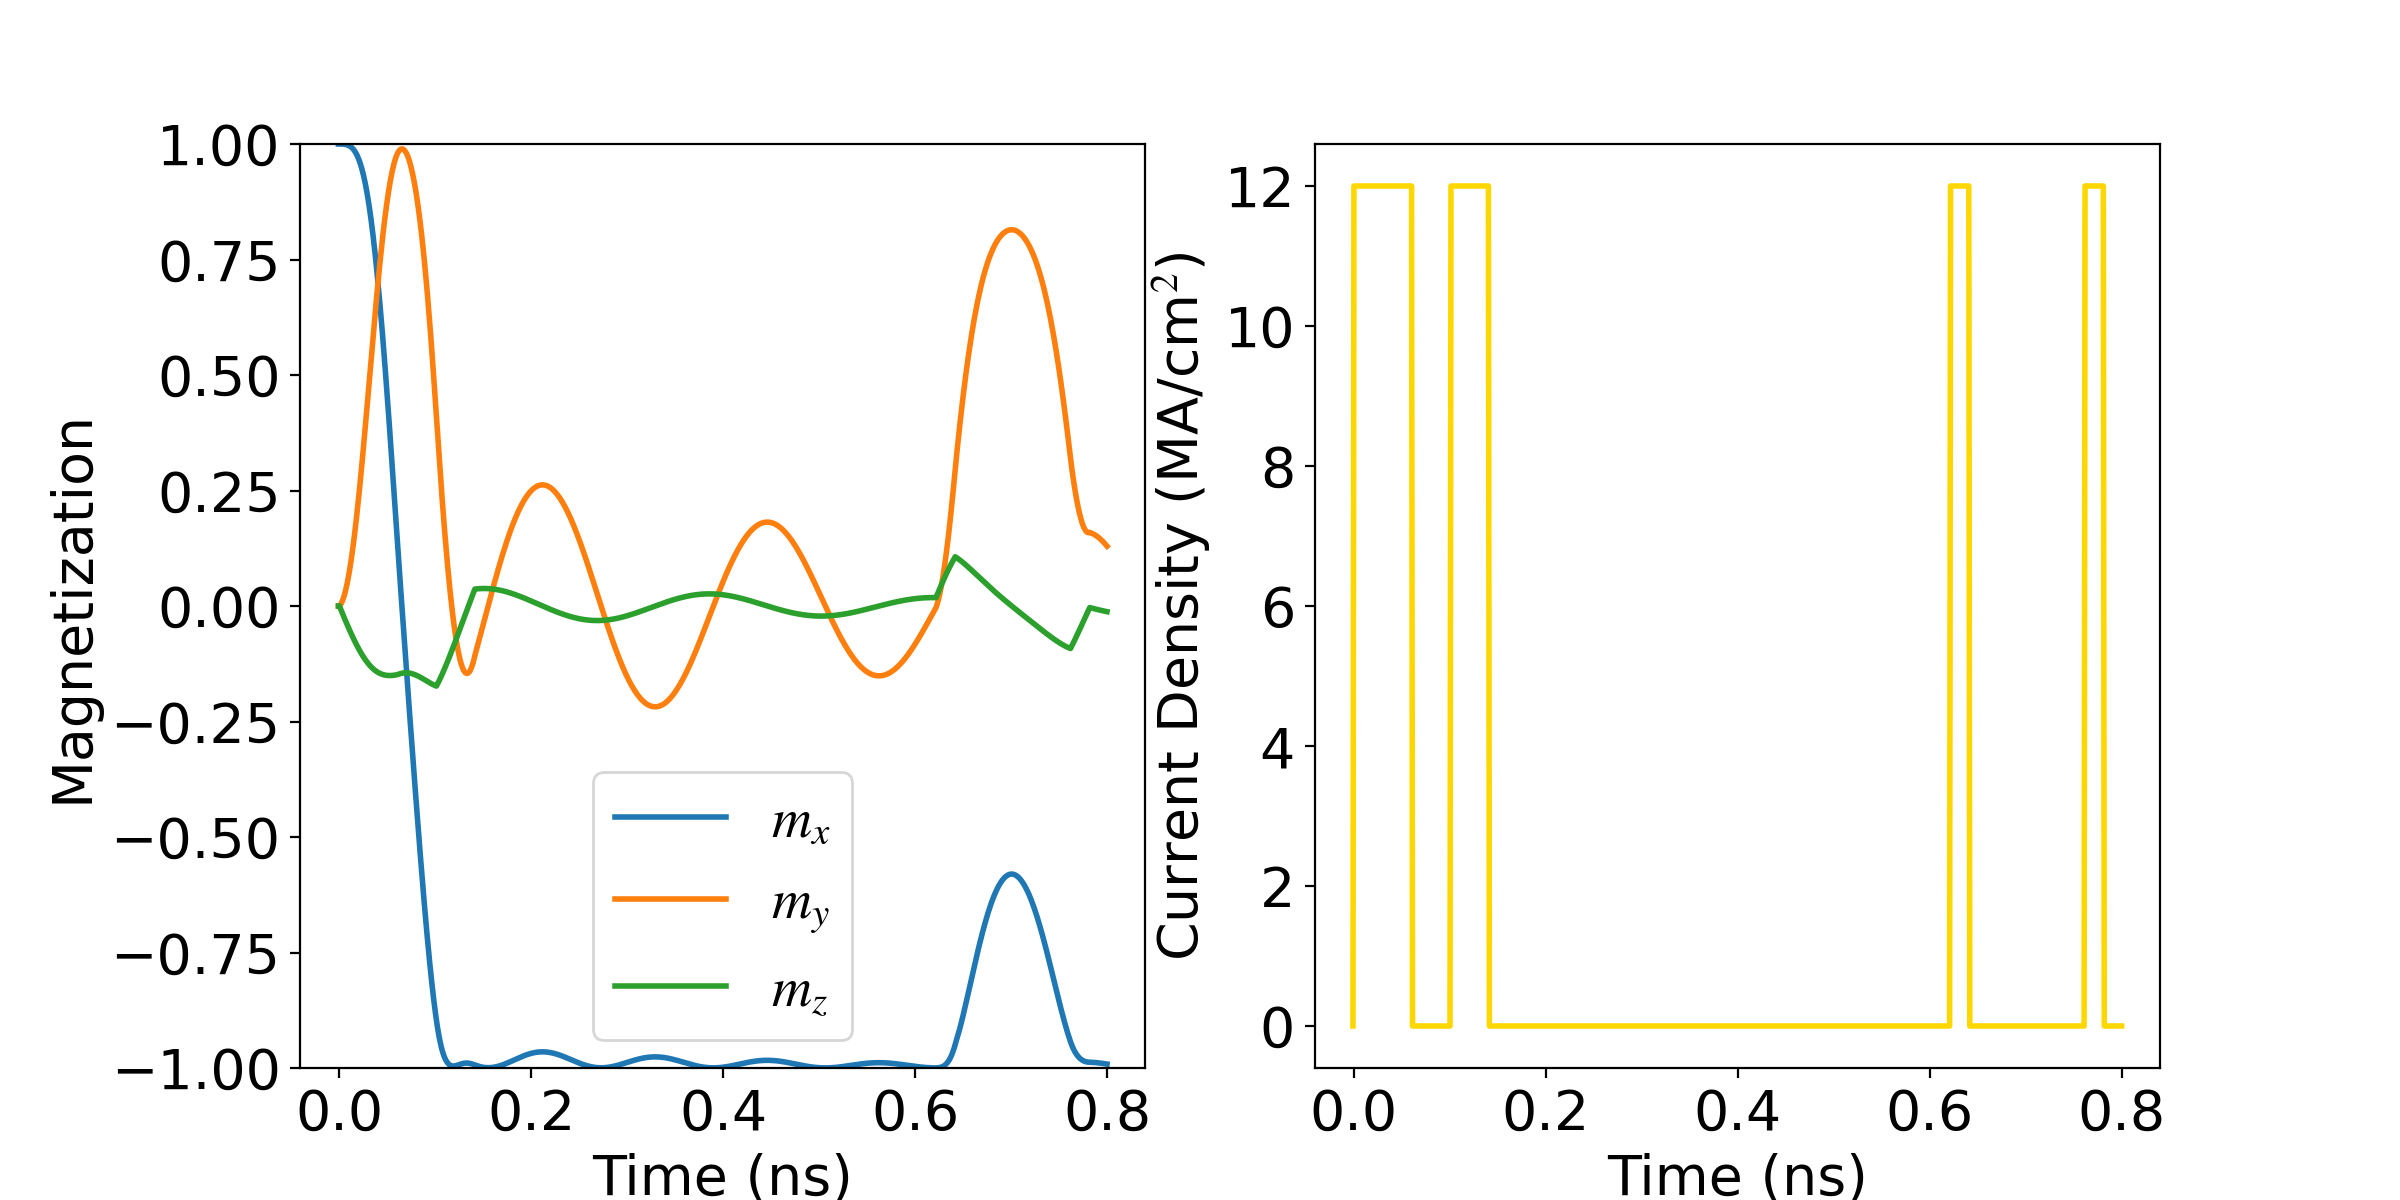 Magnetization
1.00
0.75
0.50
0.25
0.00
−0.25
−0.50
−0.75
−1.00
0.0 0.2 0.4 0.6 0.8
Time (ns)
m_x
m_y
m_z
Current Density (MA/cm²)
12
10
8
6
4
2
0
0.0 0.2 0.4 0.6 0.8
Time (ns)